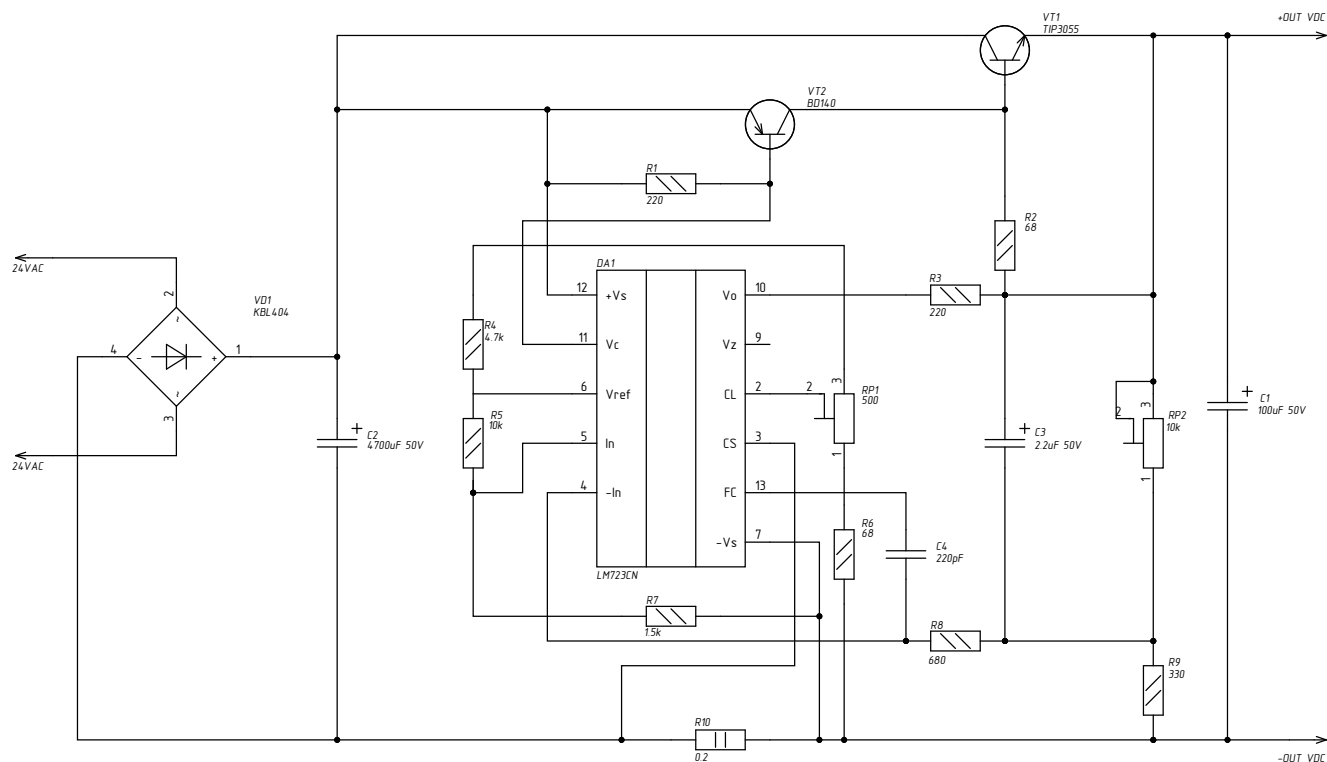 VT1
TIP3055
+OUT VDC
VT2
BD140
R1
220
R2
68
24VAC
2
VD1
KBL404
4
~
-
+
1
~
3
24VAC
C2
4700uF 50V
DA1
12
+Vs
Vo
10
R3
220
R4
4.7k
11
Vc
Vz
9
6
Vref
CL
2
2
3
RP1
500
R5
10k
5
In
CS
3
1
4
-In
FC
13
-Vs
7
LM723CN
C3
2.2uF 50V
2
3
RP2
10k
1
C1
100uF 50V
R6
68
C4
220pF
R7
1.5k
R8
680
R9
330
R10
0.2
-OUT VDC